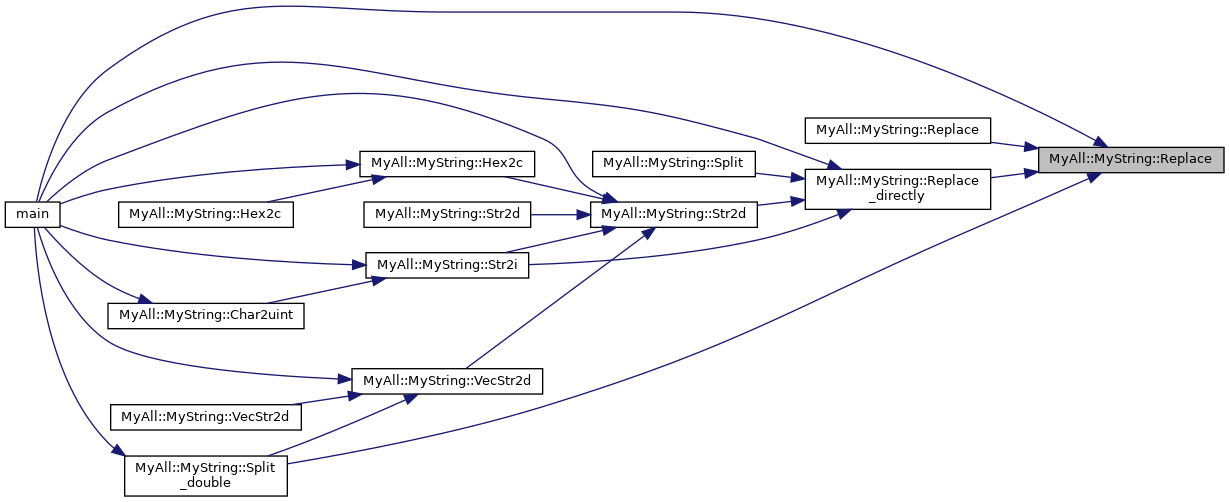 MyAll::MyString::Replace
MyAll::MyString::Replace
MyAll::MyString::Hex2c
MyAll::MyString::Split
MyAll::MyString::Replace
_directly
main
MyAll::MyString::Hex2c
MyAll::MyString::Str2d
MyAll::MyString::Str2d
MyAll::MyString::Str2i
MyAll::MyString::Char2uint
MyAll::MyString::VecStr2d
MyAll::MyString::VecStr2d
MyAll::MyString::Split
_double